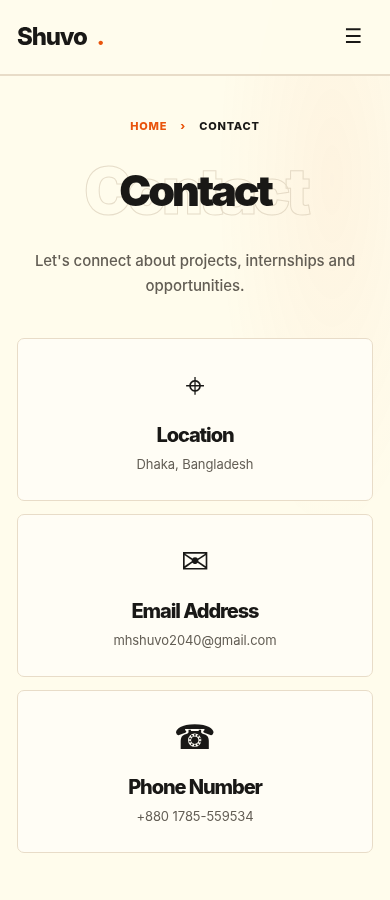 Shuvo .
☰
HOME › CONTACT
Contact
Contact
Let's connect about projects, internships and
opportunities.
⌖
Location
Dhaka, Bangladesh
✉
Email Address
mhshuvo2040@gmail.com
☎
Phone Number
+880 1785-559534